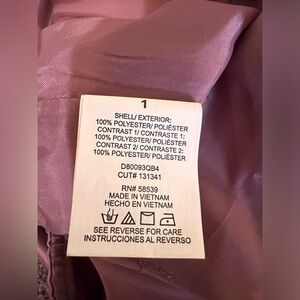 1
SHELL/ EXTERIOR:
100% POLYESTER/ POLIÉSTER
CONTRAST 1/ CONTRASTE 1:
100% POLYESTER/ POLIÉSTER
CONTRAST 2/ CONTRASTE 2:
100% POLYESTER/ POLIÉSTER
D80093QB4
CUT# 131341
RN# 58539
MADE IN VIETNAM
HECHO EN VIETNAM
SEE REVERSE FOR CARE
INSTRUCCIONES AL REVERSO